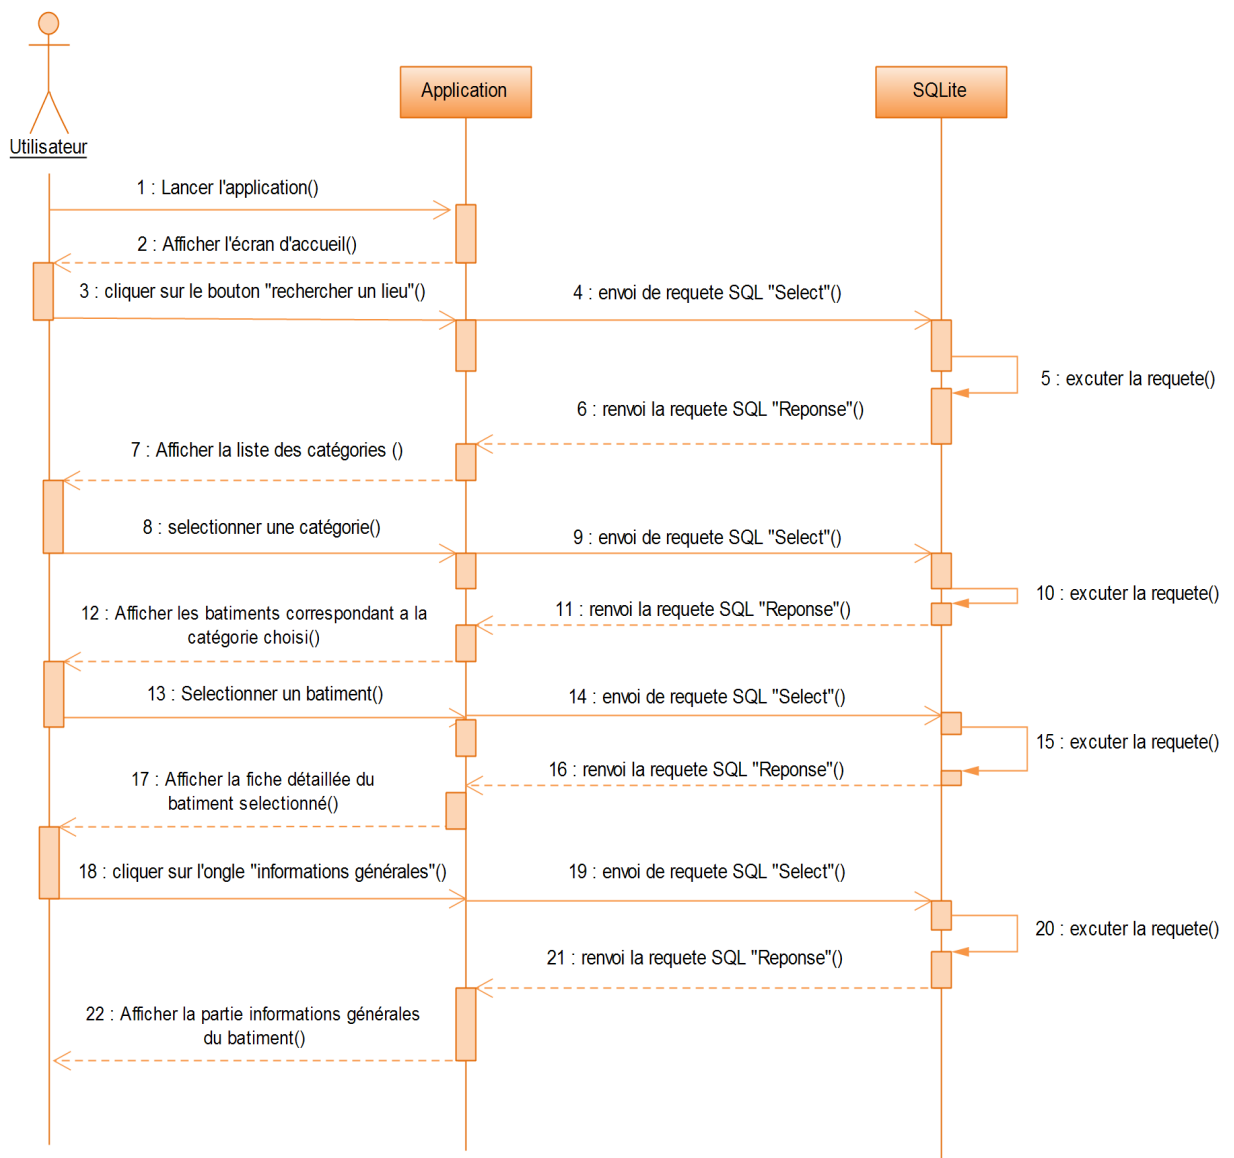 Application
SQLite
Utilisateur
1 : Lancer l'application()
2 : Afficher l'écran d'accueil()
3 : cliquer sur le bouton "rechercher un lieu"()
4 : envoi de requete SQL "Select"()
5 : excuter la requete()
6 : renvoi la requete SQL "Reponse"()
7 : Afficher la liste des catégories ()
8 : selectionner une catégorie()
9 : envoi de requete SQL "Select"()
10 : excuter la requete()
11 : renvoi la requete SQL "Reponse"()
12 : Afficher les batiments correspondant a la
catégorie choisi()
13 : Selectionner un batiment()
14 : envoi de requete SQL "Select"()
15 : excuter la requete()
16 : renvoi la requete SQL "Reponse"()
17 : Afficher la fiche détaillée du
batiment selectionné()
18 : cliquer sur l'ongle "informations générales"()
19 : envoi de requete SQL "Select"()
20 : excuter la requete()
21 : renvoi la requete SQL "Reponse"()
22 : Afficher la partie informations générales
du batiment()